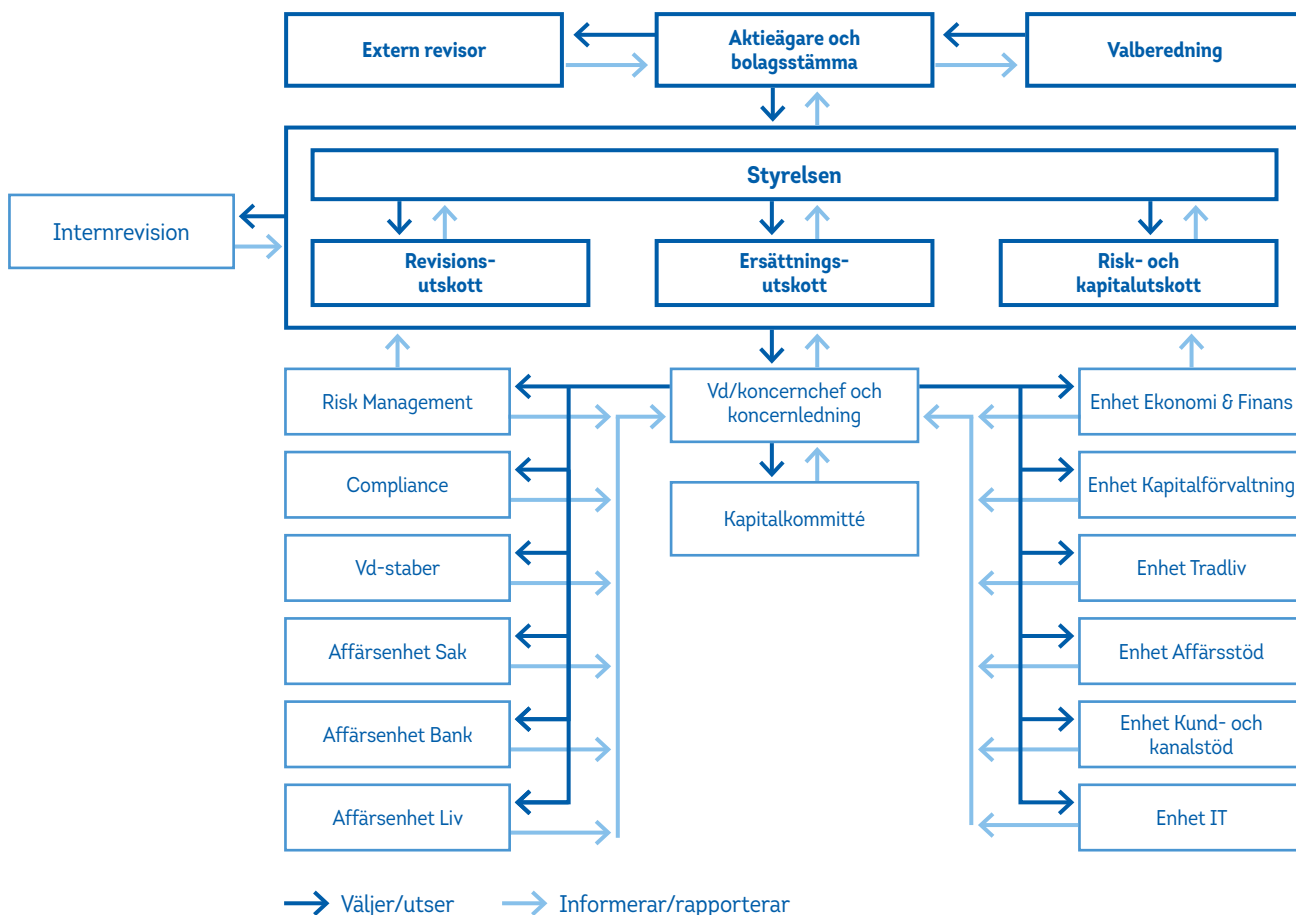 Extern revisor
Aktieägare och
bolagsstämma
Valberedning
Styrelsen
Internrevision
Revisions-
utskott
Ersättnings-
utskott
Risk- och
kapitalutskott
Risk Management
Vd/koncernchef och
koncernledning
Enhet Ekonomi & Finans
Compliance
Kapitalkommitté
Enhet Kapitalförvaltning
Vd-staber
Enhet Tradliv
Affärsenhet Sak
Enhet Affärsstöd
Affärsenhet Bank
Enhet Kund- och
kanalstöd
Affärsenhet Liv
Enhet IT
Väljer/utser
Informerar/rapporterar